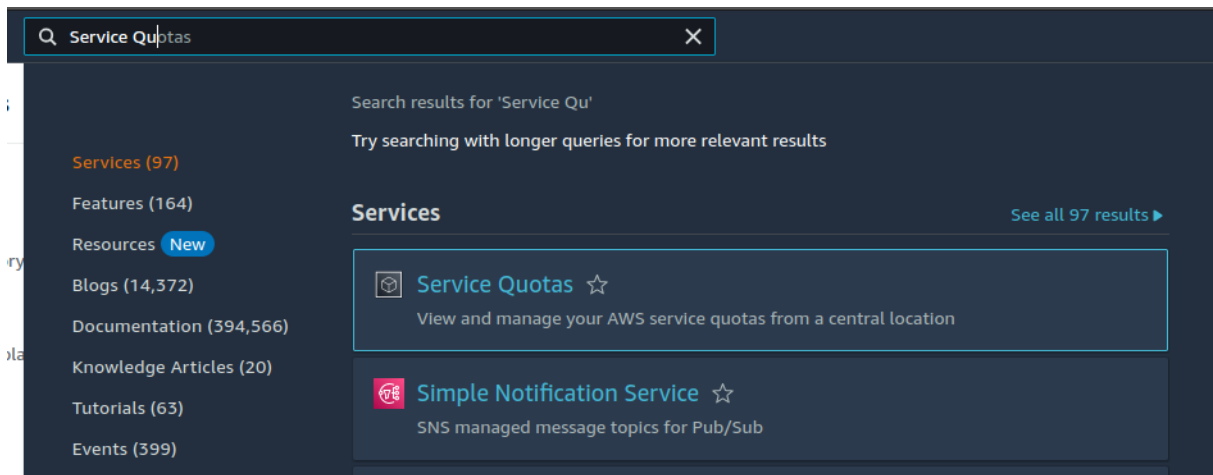 Service Quotas
Search results for 'Service Qu'
Try searching with longer queries for more relevant results
Services (97)
Features (164)
Resources New
Blogs (14,372)
Documentation (394,566)
Knowledge Articles (20)
Tutorials (63)
Events (399)
Services
See all 97 results
Service Quotas
View and manage your AWS service quotas from a central location
Simple Notification Service
SNS managed message topics for Pub/Sub